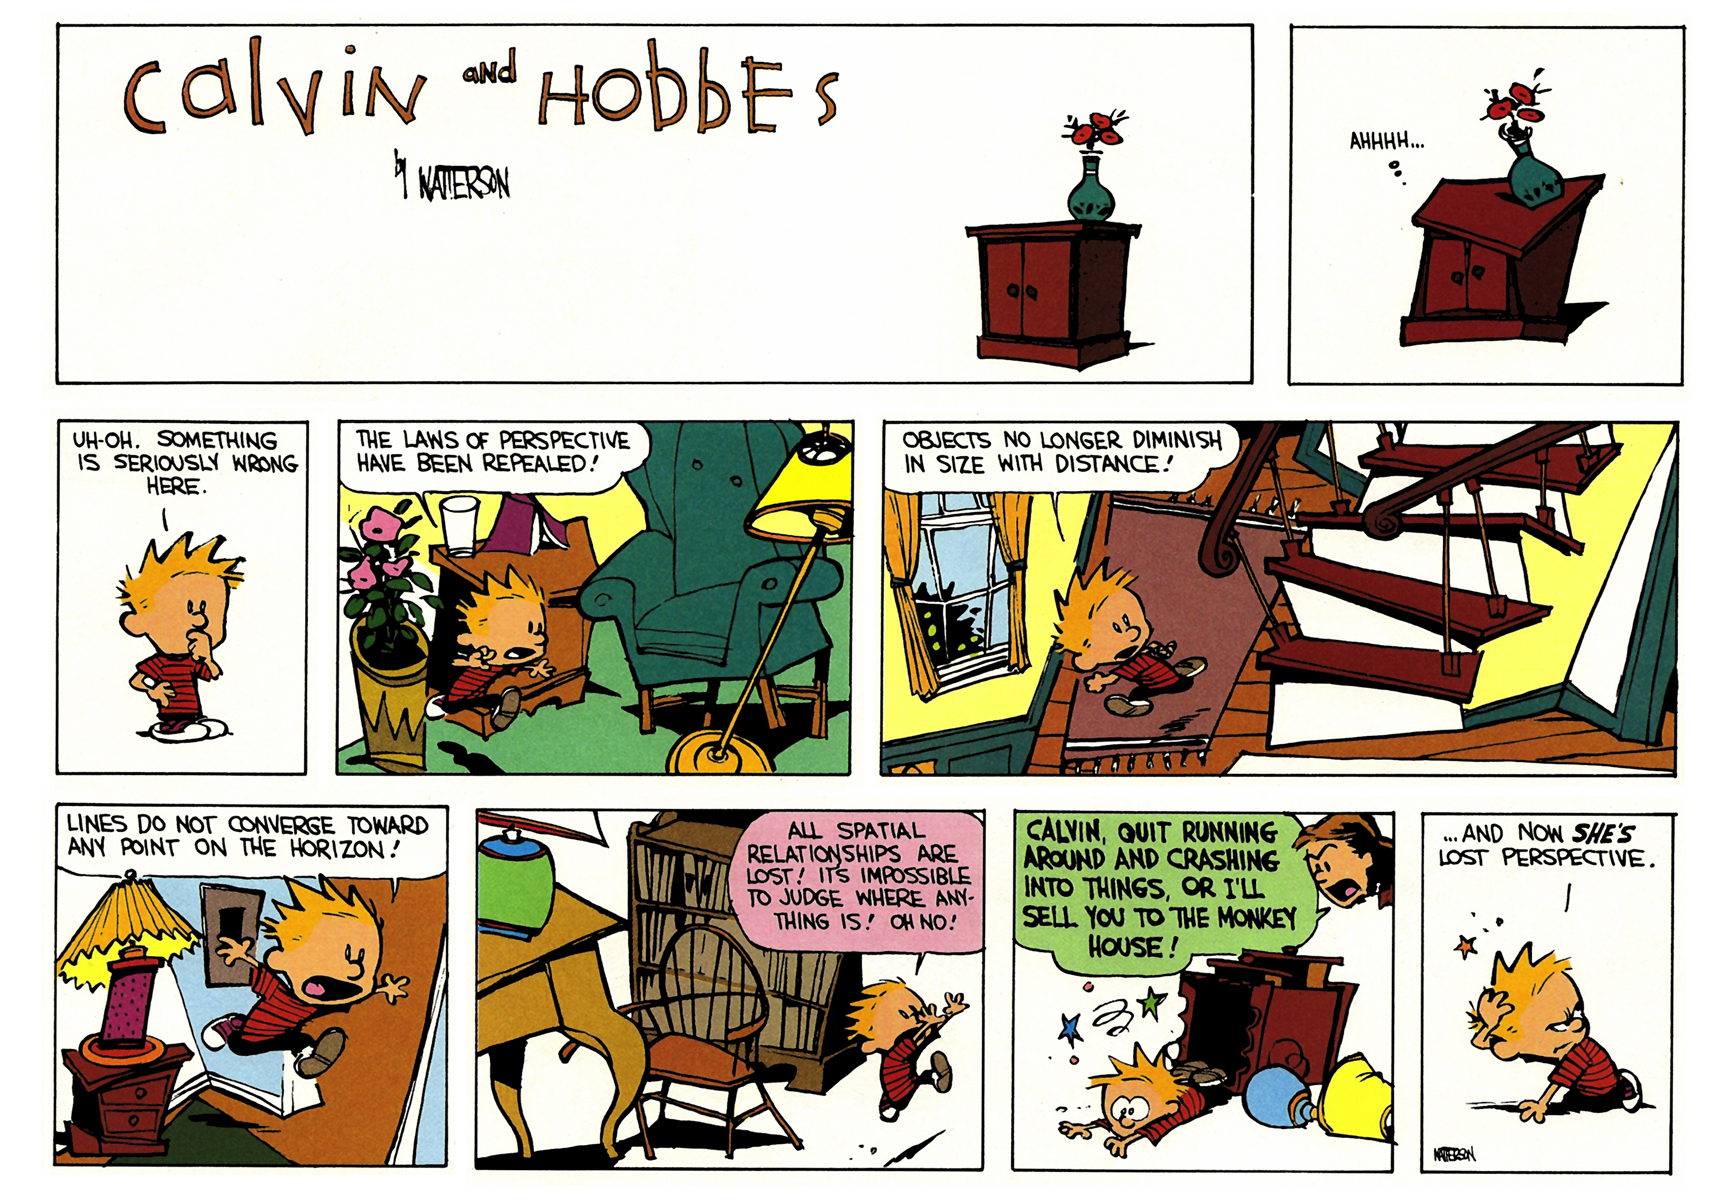 Calvin and Hobbes
by WATTERSON
AHHHH...
UH-OH. SOMETHING
IS SERIOUSLY WRONG
HERE.
THE LAWS OF PERSPECTIVE
HAVE BEEN REPEALED!
OBJECTS NO LONGER DIMINISH
IN SIZE WITH DISTANCE!
LINES DO NOT CONVERGE TOWARD
ANY POINT ON THE HORIZON!
ALL SPATIAL
RELATIONSHIPS ARE
LOST! IT'S IMPOSSIBLE
TO JUDGE WHERE ANY-
THING IS! OH NO!
CALVIN, QUIT RUNNING
AROUND AND CRASHING
INTO THINGS, OR I'LL
SELL YOU TO THE MONKEY
HOUSE!
...AND NOW SHE'S
LOST PERSPECTIVE.
WATTERSON